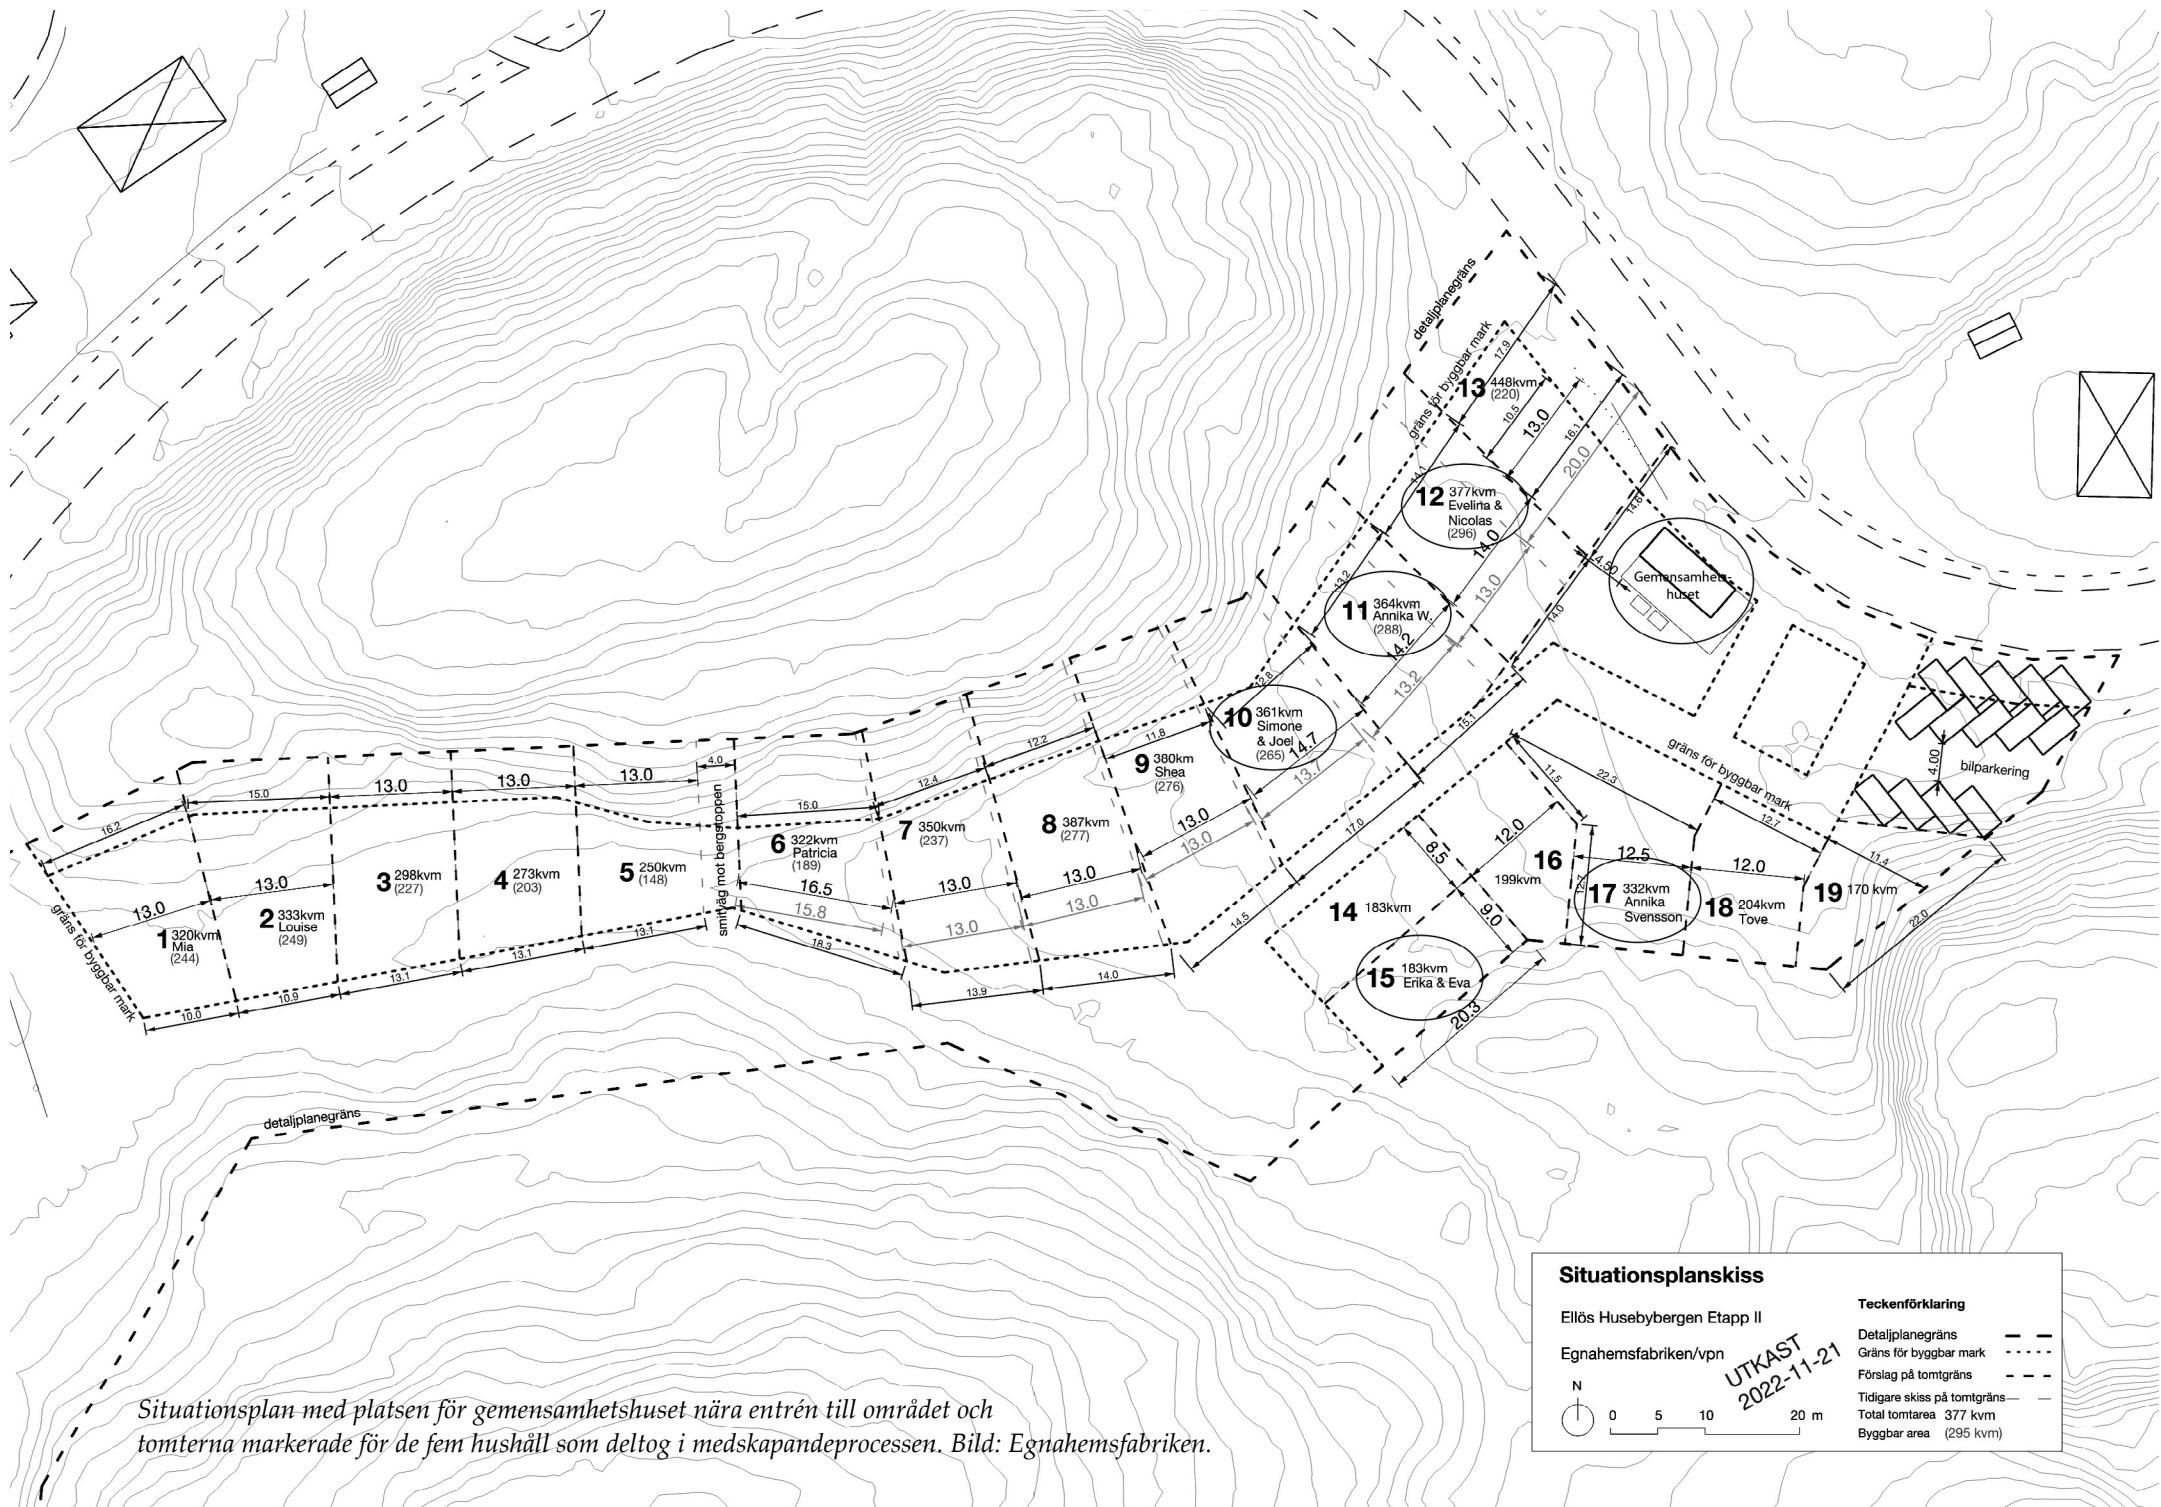 detaljplanegräns
gräns för byggbar mark
17.9
13 448kvm
(220)
10.5
13.0
16.1
20.0
14.1
12 377kvm
Evelina &
Nicolas
(296)
14.0
14.6
4.50
Gemensamhets-
huset
13.2
13.0
14.0
11 364kvm
Annika W.
(288)
14.2
13.2
12.8
10 361kvm
Simone
& Joel
(265)
14.7
13.7
15.1
11.8
9 380km
Shea
(276)
13.0
13.0
17.0
14.5
12.2
8 387kvm
(277)
13.0
13.0
14.0
12.4
7 350kvm
(237)
13.0
13.0
13.9
4.0
smitväg mot bergstoppen
15.0
6 322kvm
Patricia
(189)
16.5
15.8
18.3
13.0
5 250kvm
(148)
13.1
13.0
4 273kvm
(203)
13.1
13.0
3 298kvm
(227)
13.1
15.0
13.0
2 333kvm
Louise
(249)
10.9
16.2
13.0
1 320kvm
Mia
(244)
10.0
gräns för byggbar mark
gräns för byggbar mark
11.5
22.3
12.7
11.4
4.00
bilparkering
8.5
12.0
16
199kvm
9.0
14 183kvm
15 183kvm
Erika & Eva
20.3
12.5
12.7
17 332kvm
Annika
Svensson
12.0
18 204kvm
Tove
19 170 kvm
22.0
detaljplanegräns
Situationsplanskiss
Ellös Husebybergen Etapp II
Egnahemsfabriken/vpn
UTKAST
2022-11-21
N
0 5 10 20 m
Teckenförklaring
Detaljplanegräns
Gräns för byggbar mark
Förslag på tomtgräns
Tidigare skiss på tomtgräns
Total tomtarea 377 kvm
Byggbar area (295 kvm)
Situationsplan med platsen för gemensamhetshuset nära entrén till området och
tomterna markerade för de fem hushåll som deltog i medskapandeprocessen. Bild: Egnahemsfabriken.